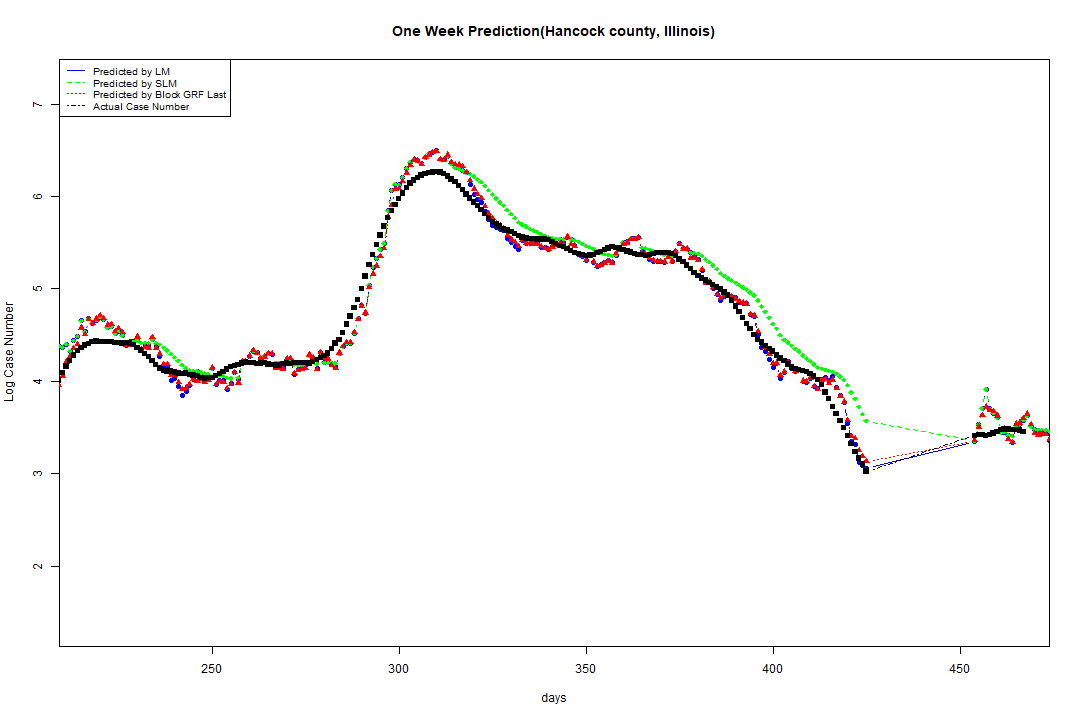 One Week Prediction(Hancock county, Illinois)
Predicted by LM
Predicted by SLM
Predicted by Block GRF Last
Actual Case Number
7
6
5
4
3
2
Log Case Number
250 300 350 400 450
days